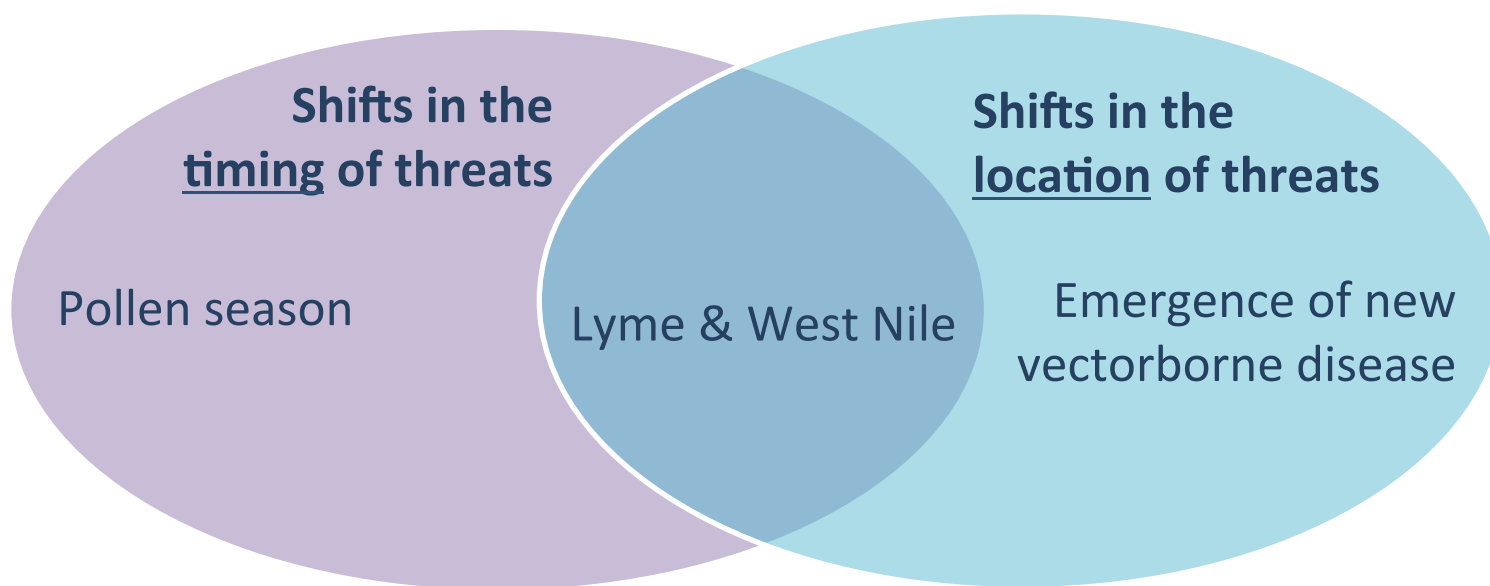 Shifts in the
timing of threats
Pollen season
Lyme & West Nile
Shifts in the
location of threats
Emergence of new
vectorborne disease